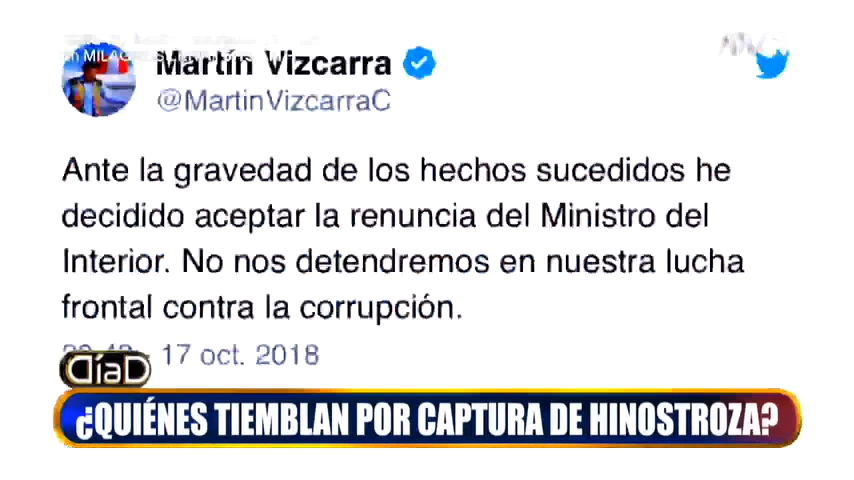 Martín Vizcarra
@MartinVizcarraC
Ante la gravedad de los hechos sucedidos he
decidido aceptar la renuncia del Ministro del
Interior. No nos detendremos en nuestra lucha
frontal contra la corrupción.
17 oct. 2018
DíaD
¿QUIÉNES TIEMBLAN POR CAPTURA DE HINOSTROZA?